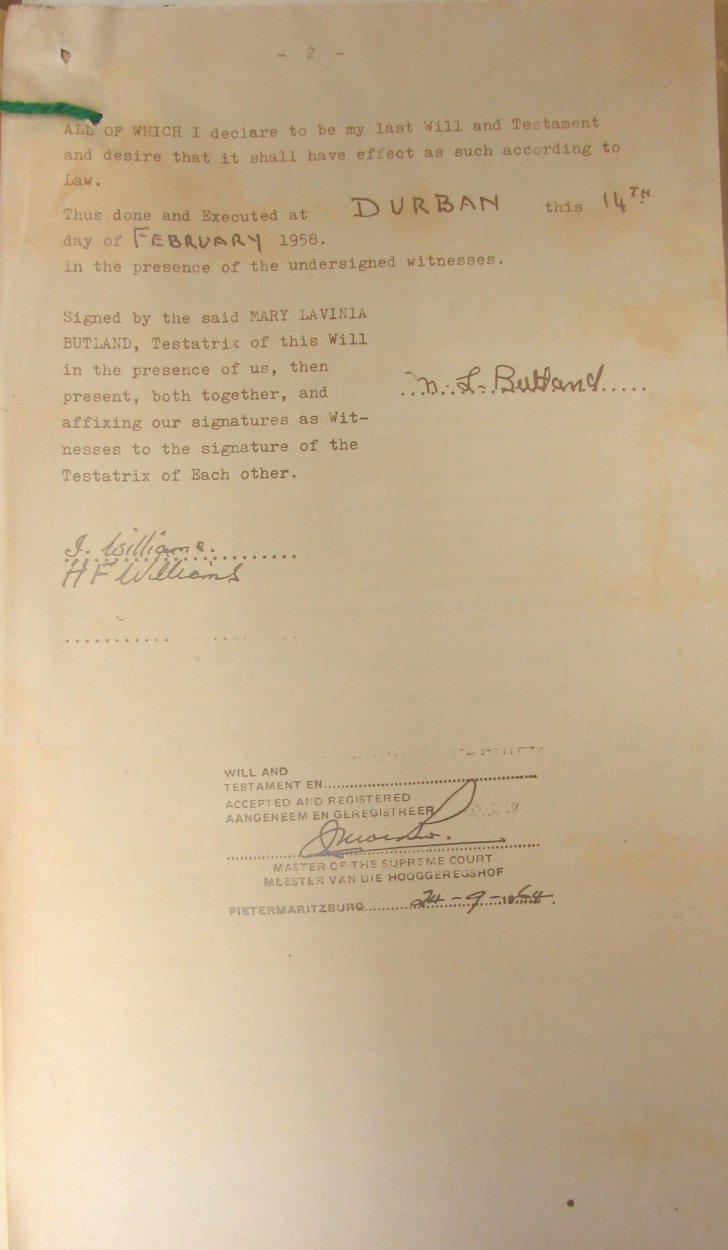 - 2 -
ALL OF WHICH I declare to be my last Will and Testament
and desire that it shall have effect as such according to
Law.
Thus done and Executed at DURBAN this 14TH
day of FEBRUARY 1958.
in the presence of the undersigned witnesses.
Signed by the said MARY LAVINIA
BUTLAND, Testatrix of this Will
in the presence of us, then
present, both together, and
affixing our signatures as Wit-
nesses to the signature of the
Testatrix of Each other.
M. L. Butland
I. Williams.
H F Williams
WILL AND
TESTAMENT EN
ACCEPTED AND REGISTERED
AANGENEEM EN GEREGISTREER
MASTER OF THE SUPREME COURT
MEESTER VAN DIE HOOGGEREGSHOF
PIETERMARITZBURG 24-9-1964.